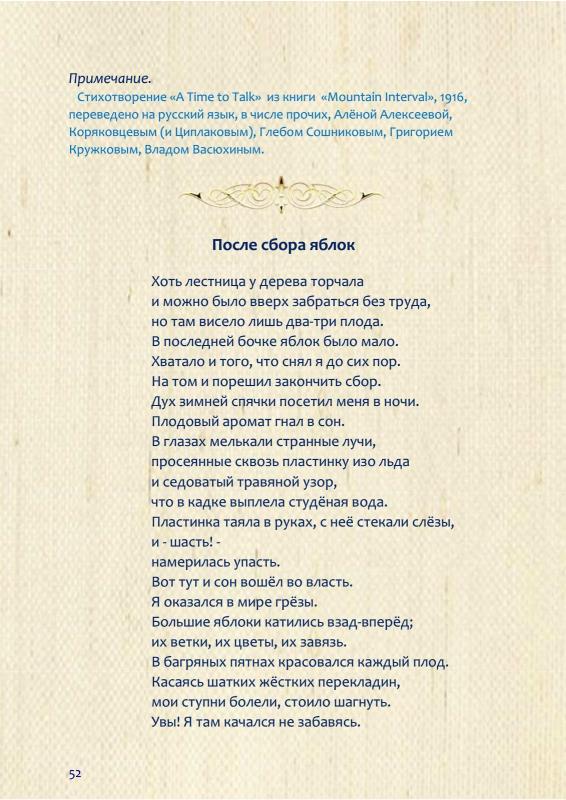 Примечание.
Стихотворение «A Time to Talk» из книги «Mountain Interval», 1916,
переведено на русский язык, в числе прочих, Алёной Алексеевой,
Коряковцевым (и Циплаковым), Глебом Сошниковым, Григорием
Кружковым, Владом Васюхиным.
После сбора яблок
Хоть лестница у дерева торчала
и можно было вверх забраться без труда,
но там висело лишь два-три плода.
В последней бочке яблок было мало.
Хватало и того, что снял я до сих пор.
На том и порешил закончить сбор.
Дух зимней спячки посетил меня в ночи.
Плодовый аромат гнал в сон.
В глазах мелькали странные лучи,
просеянные сквозь пластинку изо льда
и седоватый травяной узор,
что в кадке выплела студёная вода.
Пластинка таяла в руках, с неё стекали слёзы,
и - шасть! -
намерилась упасть.
Вот тут и сон вошёл во власть.
Я оказался в мире грёзы.
Большие яблоки катились взад-вперёд;
их ветки, их цветы, их завязь.
В багряных пятнах красовался каждый плод.
Касаясь шатких жёстких перекладин,
мои ступни болели, стоило шагнуть.
Увы! Я там качался не забавясь.
52